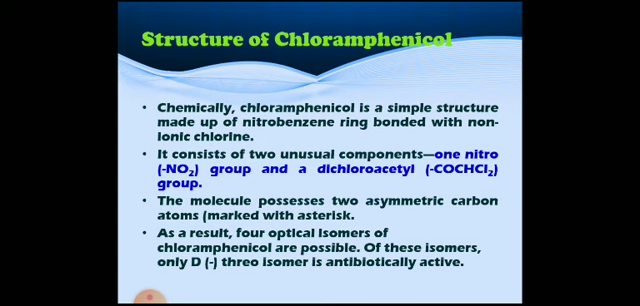 Structure of Chloramphenicol
• Chemically, chloramphenicol is a simple structure
made up of nitrobenzene ring bonded with non-
ionic chlorine.
• It consists of two unusual components—one nitro
(-NO₂) group and a dichloroacetyl (-COCHCl₂)
group.
• The molecule possesses two asymmetric carbon
atoms (marked with asterisk.
• As a result, four optical isomers of
chloramphenicol are possible. Of these isomers,
only D (-) threo isomer is antibiotically active.